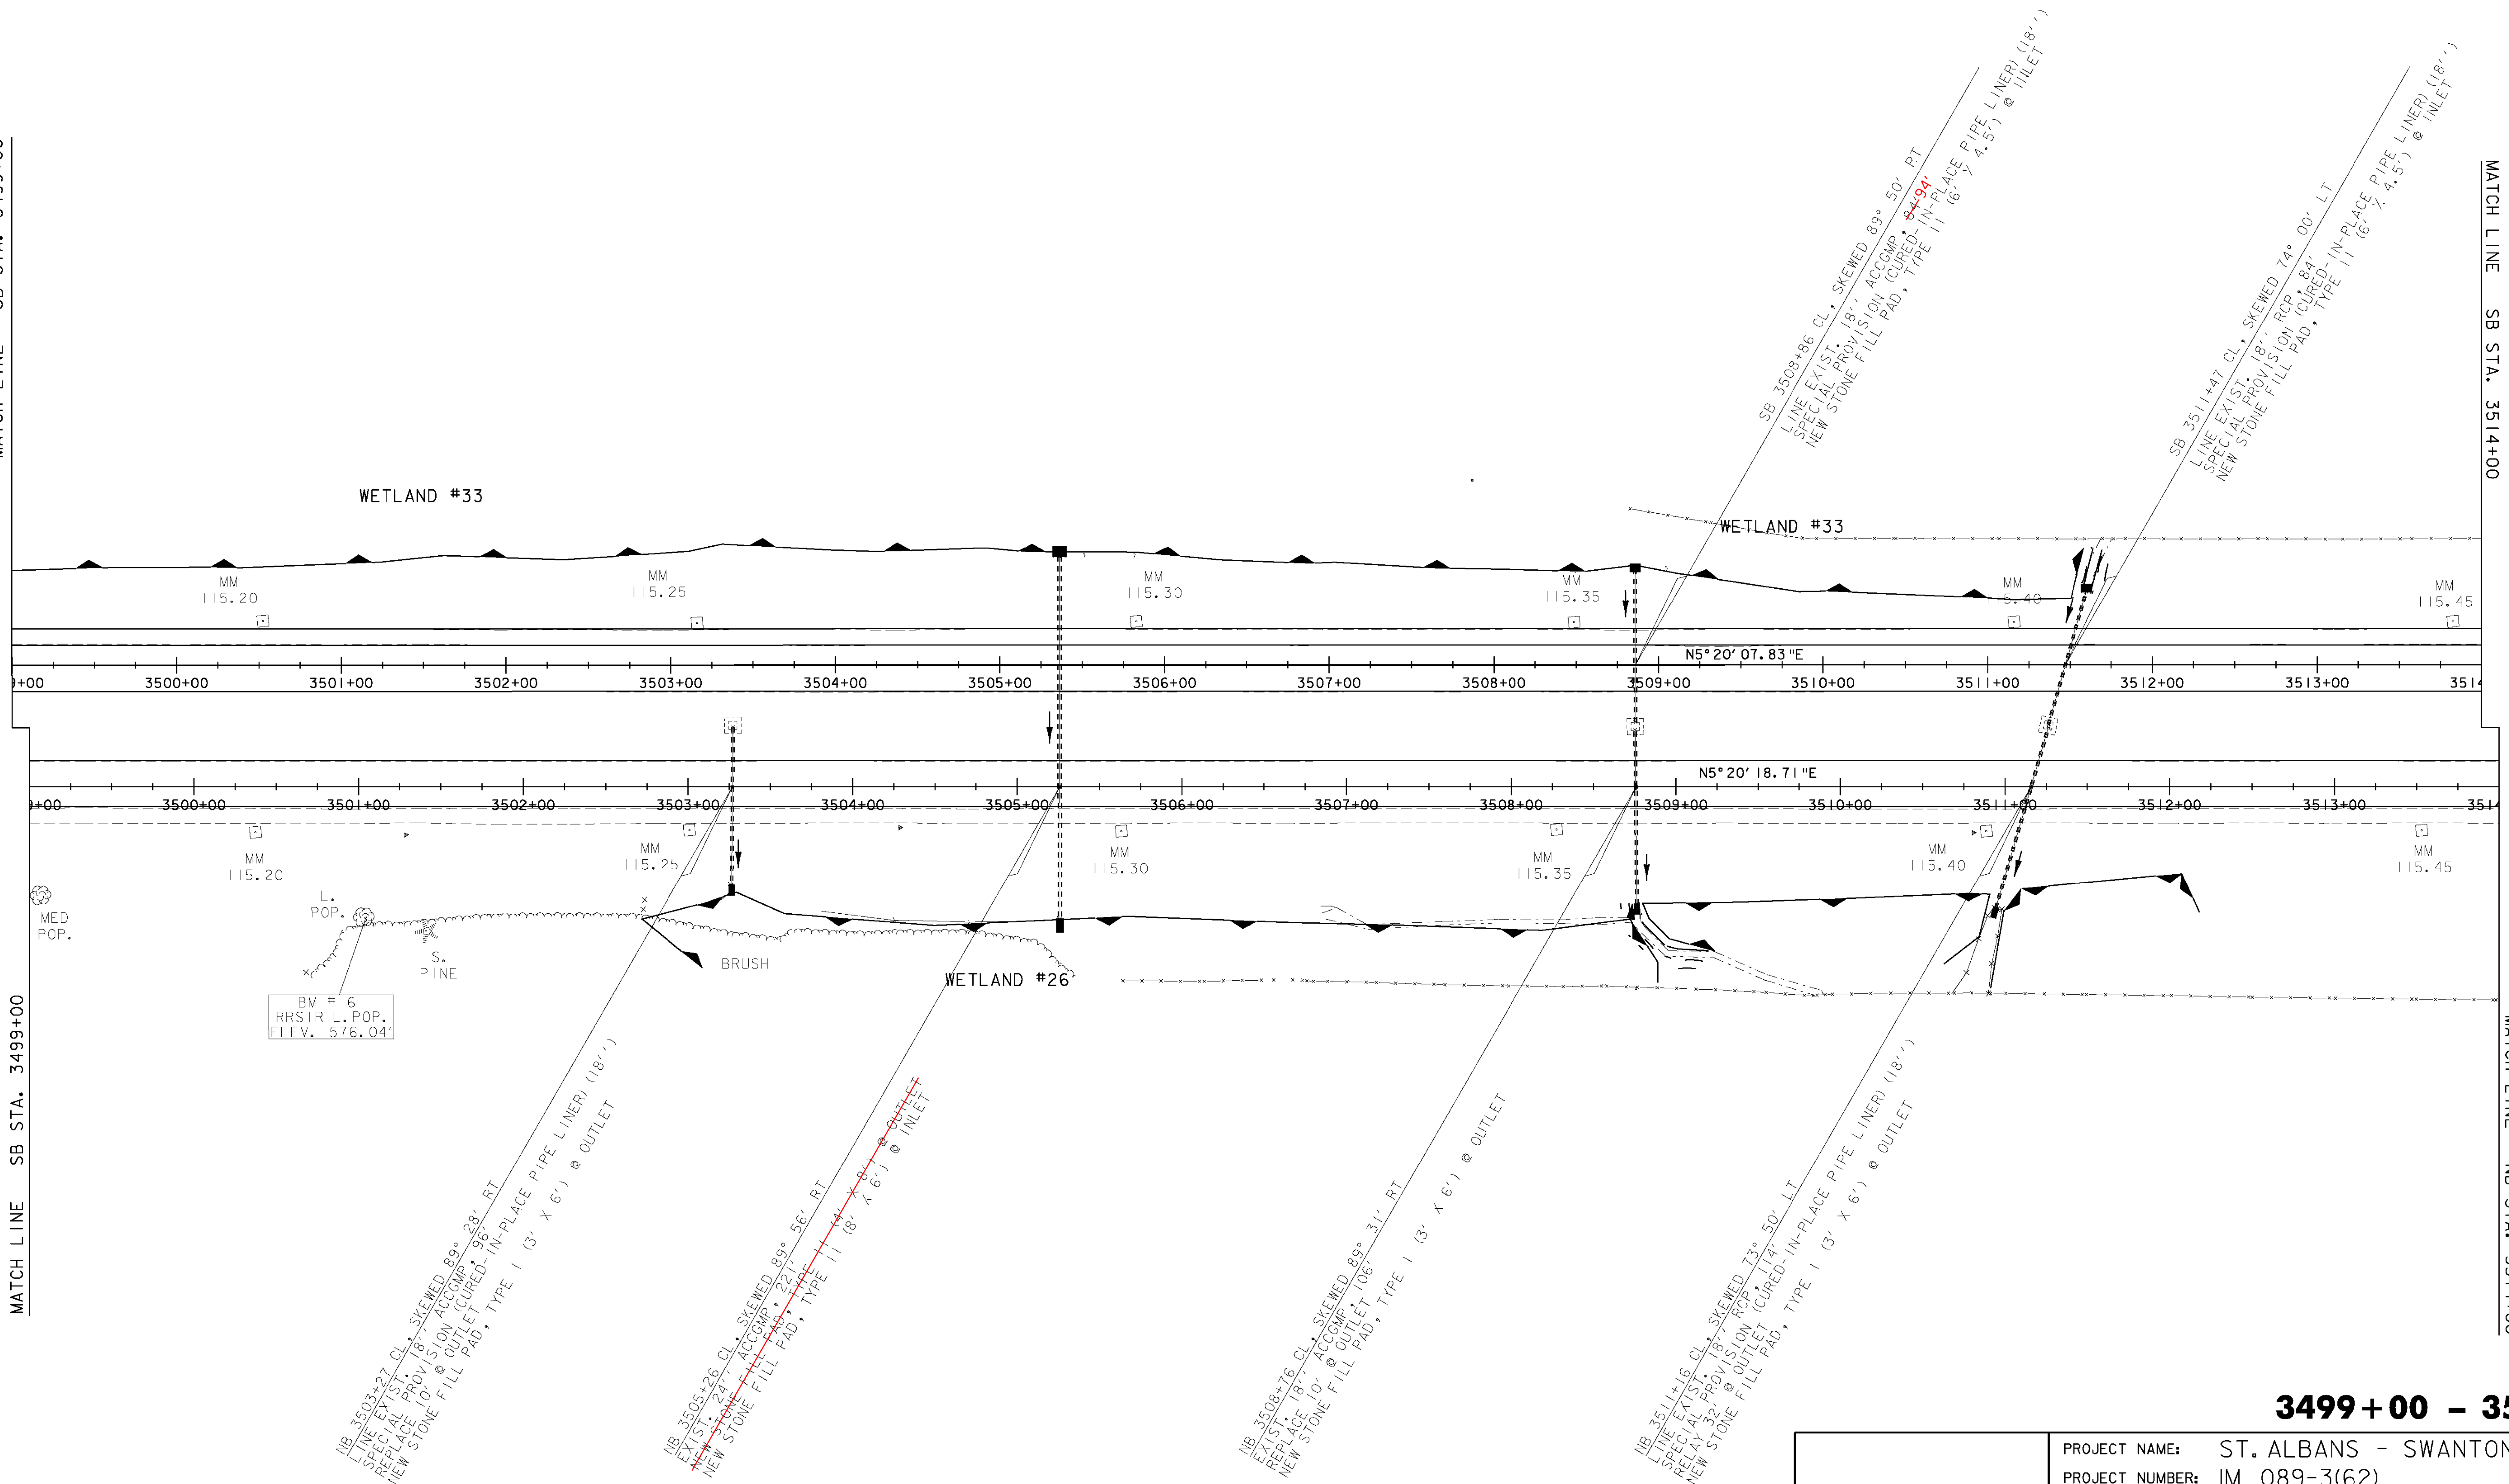 SB 3508+86 CL, SKEWED 89° 50' RT
LINE EXIST. 18'' ACCGMP, 84' 94'
SPECIAL PROVISION (CURED-IN-PLACE PIPE LINER) (18'')
NEW STONE FILL PAD, TYPE II (6' X 4.5') @ INLET
SB 3511+47 CL, SKEWED 74° 00' LT
LINE EXIST. 18'' RCP, 84'
SPECIAL PROVISION (CURED-IN-PLACE PIPE LINER) (18'')
NEW STONE FILL PAD, TYPE II (6' X 4.5') @ INLET
MATCH LINE SB STA. 3514+00
WETLAND #33
WETLAND #33
MM
115.20
MM
115.25
MM
115.30
MM
115.35
MM
115.40
MM
115.45
N5°20'07.83"E
3500+00 3501+00 3502+00 3503+00 3504+00 3505+00 3506+00 3507+00 3508+00 3509+00 3510+00 3511+00 3512+00 3513+00
N5°20'18.71"E
3500+00 3501+00 3502+00 3503+00 3504+00 3505+00 3506+00 3507+00 3508+00 3509+00 3510+00 3511+00 3512+00 3513+00
MM
115.20
MM
115.25
MM
115.30
MM
115.35
MM
115.40
MM
115.45
MED
POP.
L.
POP.
S.
PINE
BRUSH
WETLAND #26
BM # 6
RRSIR L.POP.
ELEV. 576.04'
MATCH LINE SB STA. 3499+00
NB 3503+27 CL, SKEWED 89° 28' RT
LINE EXIST. 18'' ACCGMP, 96'
SPECIAL PROVISION (CURED-IN-PLACE PIPE LINER) (18'')
REPLACE 10' @ OUTLET
NEW STONE FILL PAD, TYPE I (3' X 6') @ OUTLET
NB 3505+26 CL, SKEWED 89° 56' RT
EXIST. 24'' ACCGMP, 221'
NEW STONE FILL PAD, TYPE II (4' X 8') @ OUTLET
NEW STONE FILL PAD, TYPE II (8' X 6') @ INLET
NB 3508+76 CL, SKEWED 89° 31' RT
EXIST. 18'' ACCGMP, 106'
REPLACE 10' @ OUTLET
NEW STONE FILL PAD, TYPE I (3' X 6') @ OUTLET
NB 3511+16 CL, SKEWED 73° 50' LT
LINE EXIST. 18'' RCP, 114'
SPECIAL PROVISION (CURED-IN-PLACE PIPE LINER) (18'')
RELAY 32' @ OUTLET
NEW STONE FILL PAD, TYPE I (3' X 6') @ OUTLET
3499+00 - 35
PROJECT NAME: ST. ALBANS - SWANTON
PROJECT NUMBER: IM 089-3(62)